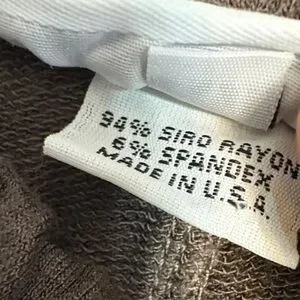 94% SIRO RAYON
6% SPANDEX
MADE IN U.S.A.